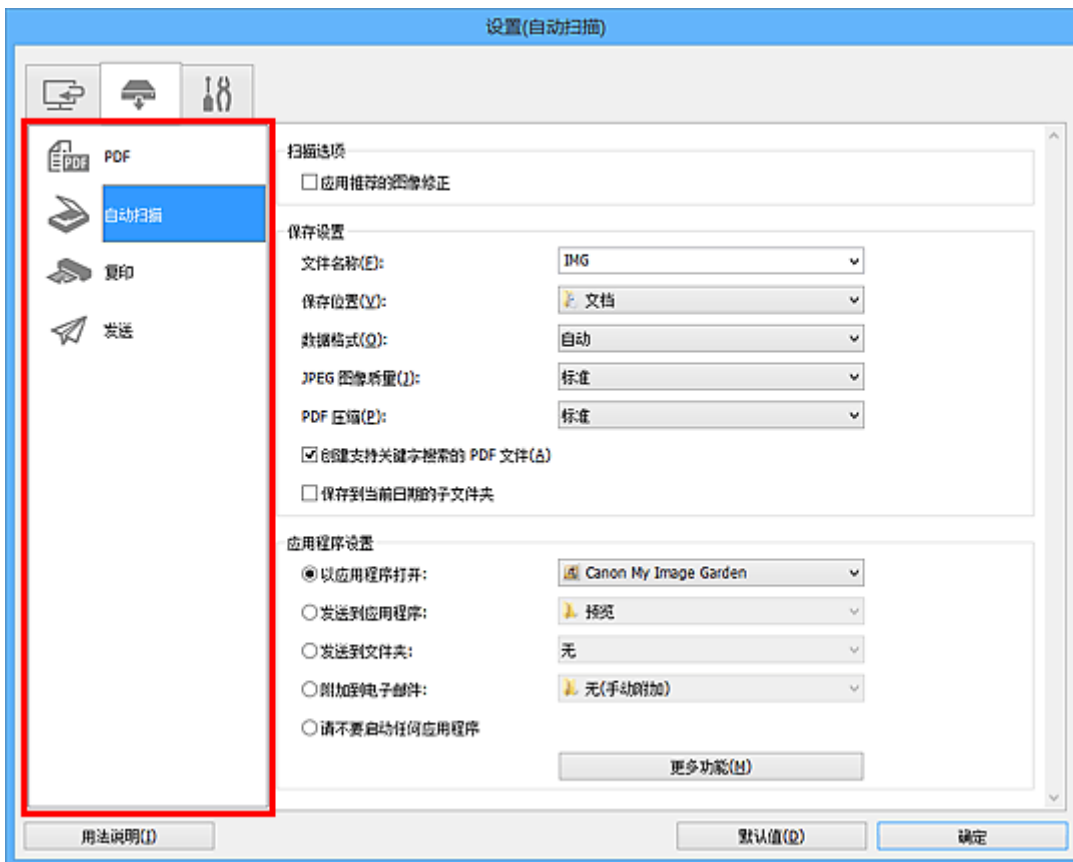 设置(自动扫描)
PDF
PDF
自动扫描
复印
发送
扫描选项
应用推荐的图像修正
保存设置
文件名称(F): IMG
保存位置(V): 文档
数据格式(O): 自动
JPEG 图像质量(J): 标准
PDF 压缩(P): 标准
创建支持关键字搜索的 PDF 文件(A)
保存到当前日期的子文件夹
应用程序设置
以应用程序打开: Canon My Image Garden
发送到应用程序: 预览
发送到文件夹: 无
附加到电子邮件: 无(手动附加)
请不要启动任何应用程序
更多功能(M)
用法说明(I) 默认值(D) 确定